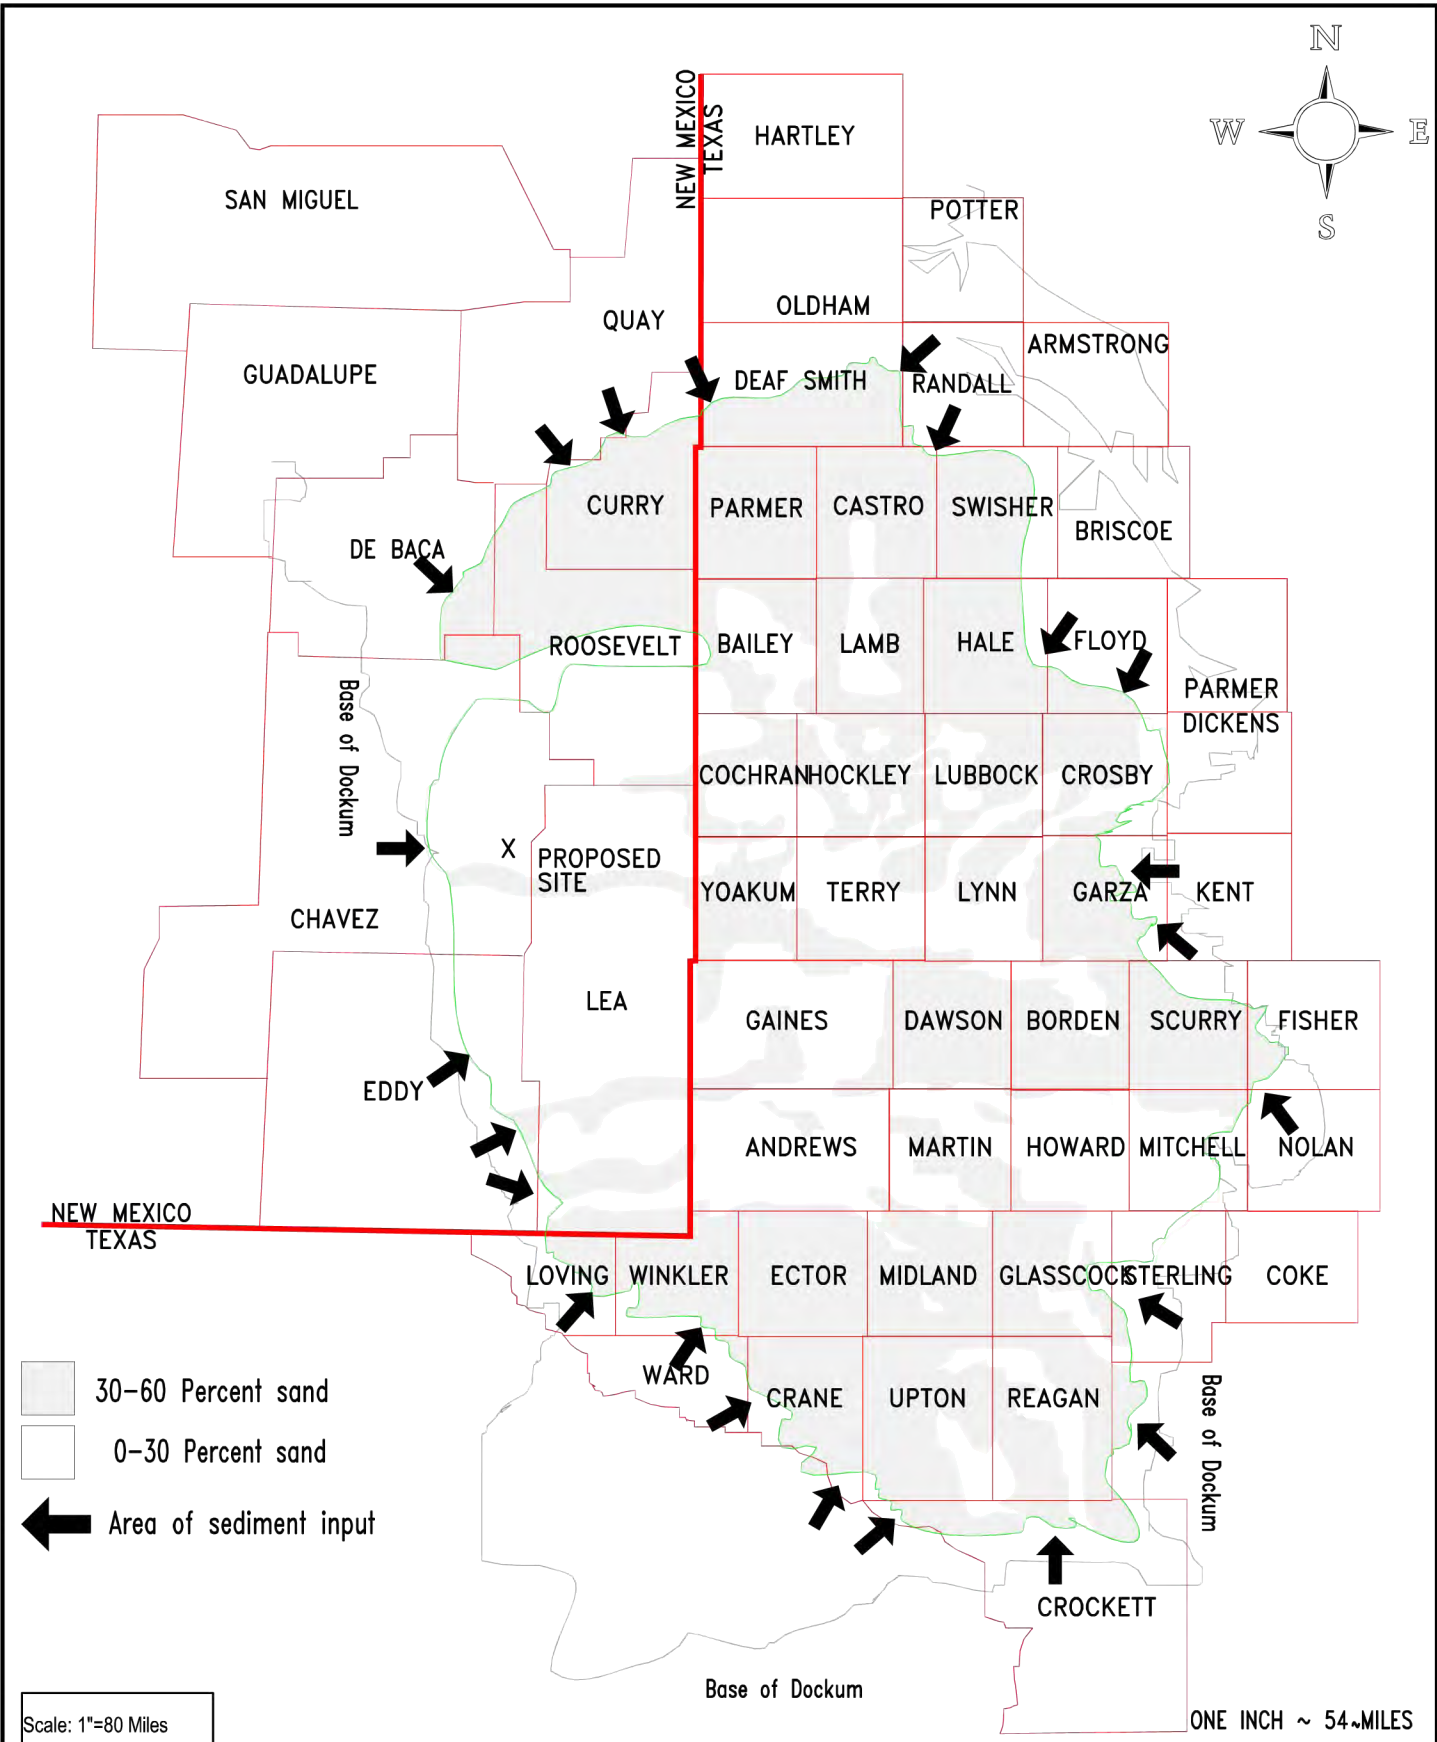 N
W E
S
NEW MEXICO
TEXAS
HARTLEY
SAN MIGUEL
POTTER
QUAY
OLDHAM
ARMSTRONG
GUADALUPE
DEAF SMITH
RANDALL
CURRY
PARMER
CASTRO
SWISHER
BRISCOE
DE BACA
ROOSEVELT
BAILEY
LAMB
HALE
FLOYD
PARMER
DICKENS
Base of Dockum
COCHRAN
HOCKLEY
LUBBOCK
CROSBY
X
PROPOSED
SITE
YOAKUM
TERRY
LYNN
GARZA
KENT
CHAVEZ
LEA
GAINES
DAWSON
BORDEN
SCURRY
FISHER
EDDY
ANDREWS
MARTIN
HOWARD
MITCHELL
NOLAN
NEW MEXICO
TEXAS
LOVING
WINKLER
ECTOR
MIDLAND
GLASSCOCK
STERLING
COKE
WARD
CRANE
UPTON
REAGAN
Base of Dockum
30-60 Percent sand
0-30 Percent sand
Area of sediment input
CROCKETT
Base of Dockum
Scale: 1"=80 Miles
ONE INCH ~ 54~MILES